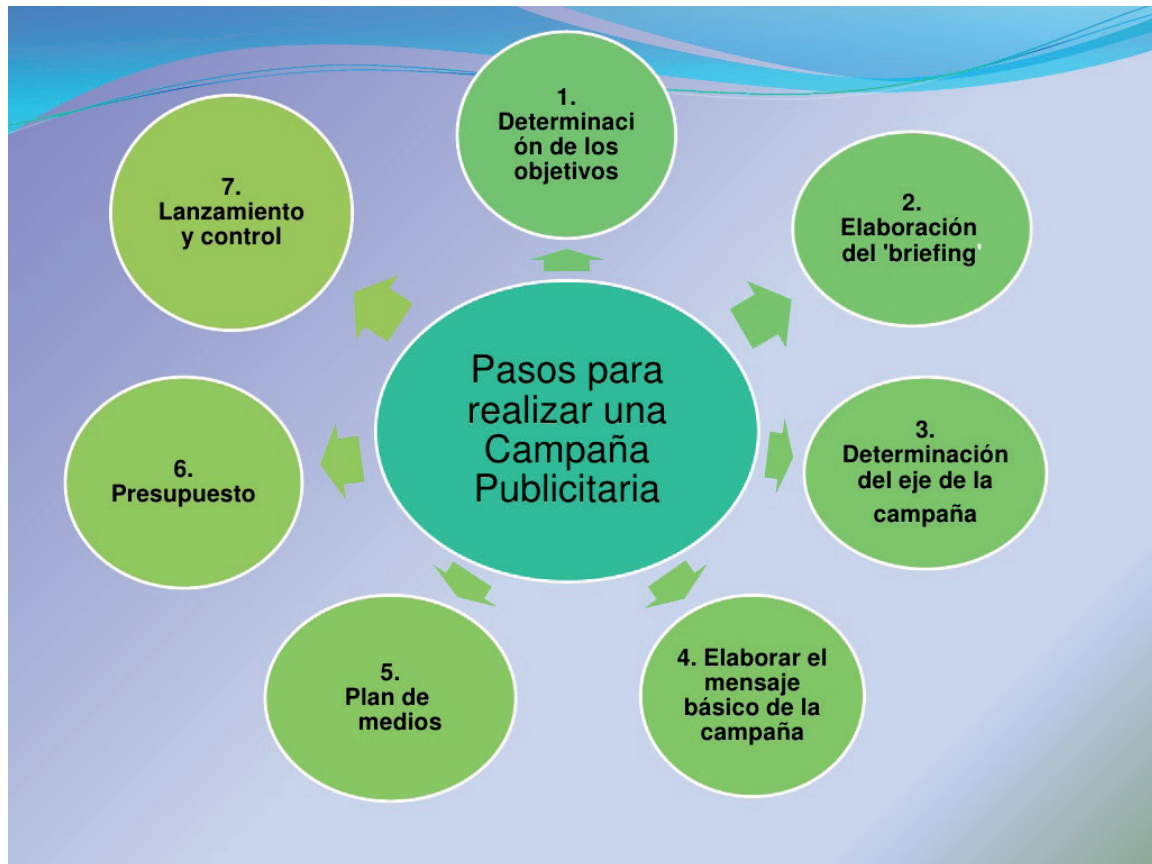 1.
Determinaci
ón de los
objetivos
2.
Elaboración
del 'briefing'
3.
Determinación
del eje de la
campaña
4. Elaborar el
mensaje
básico de la
campaña
5.
Plan de
medios
6.
Presupuesto
7.
Lanzamiento
y control
Pasos para
realizar una
Campaña
Publicitaria